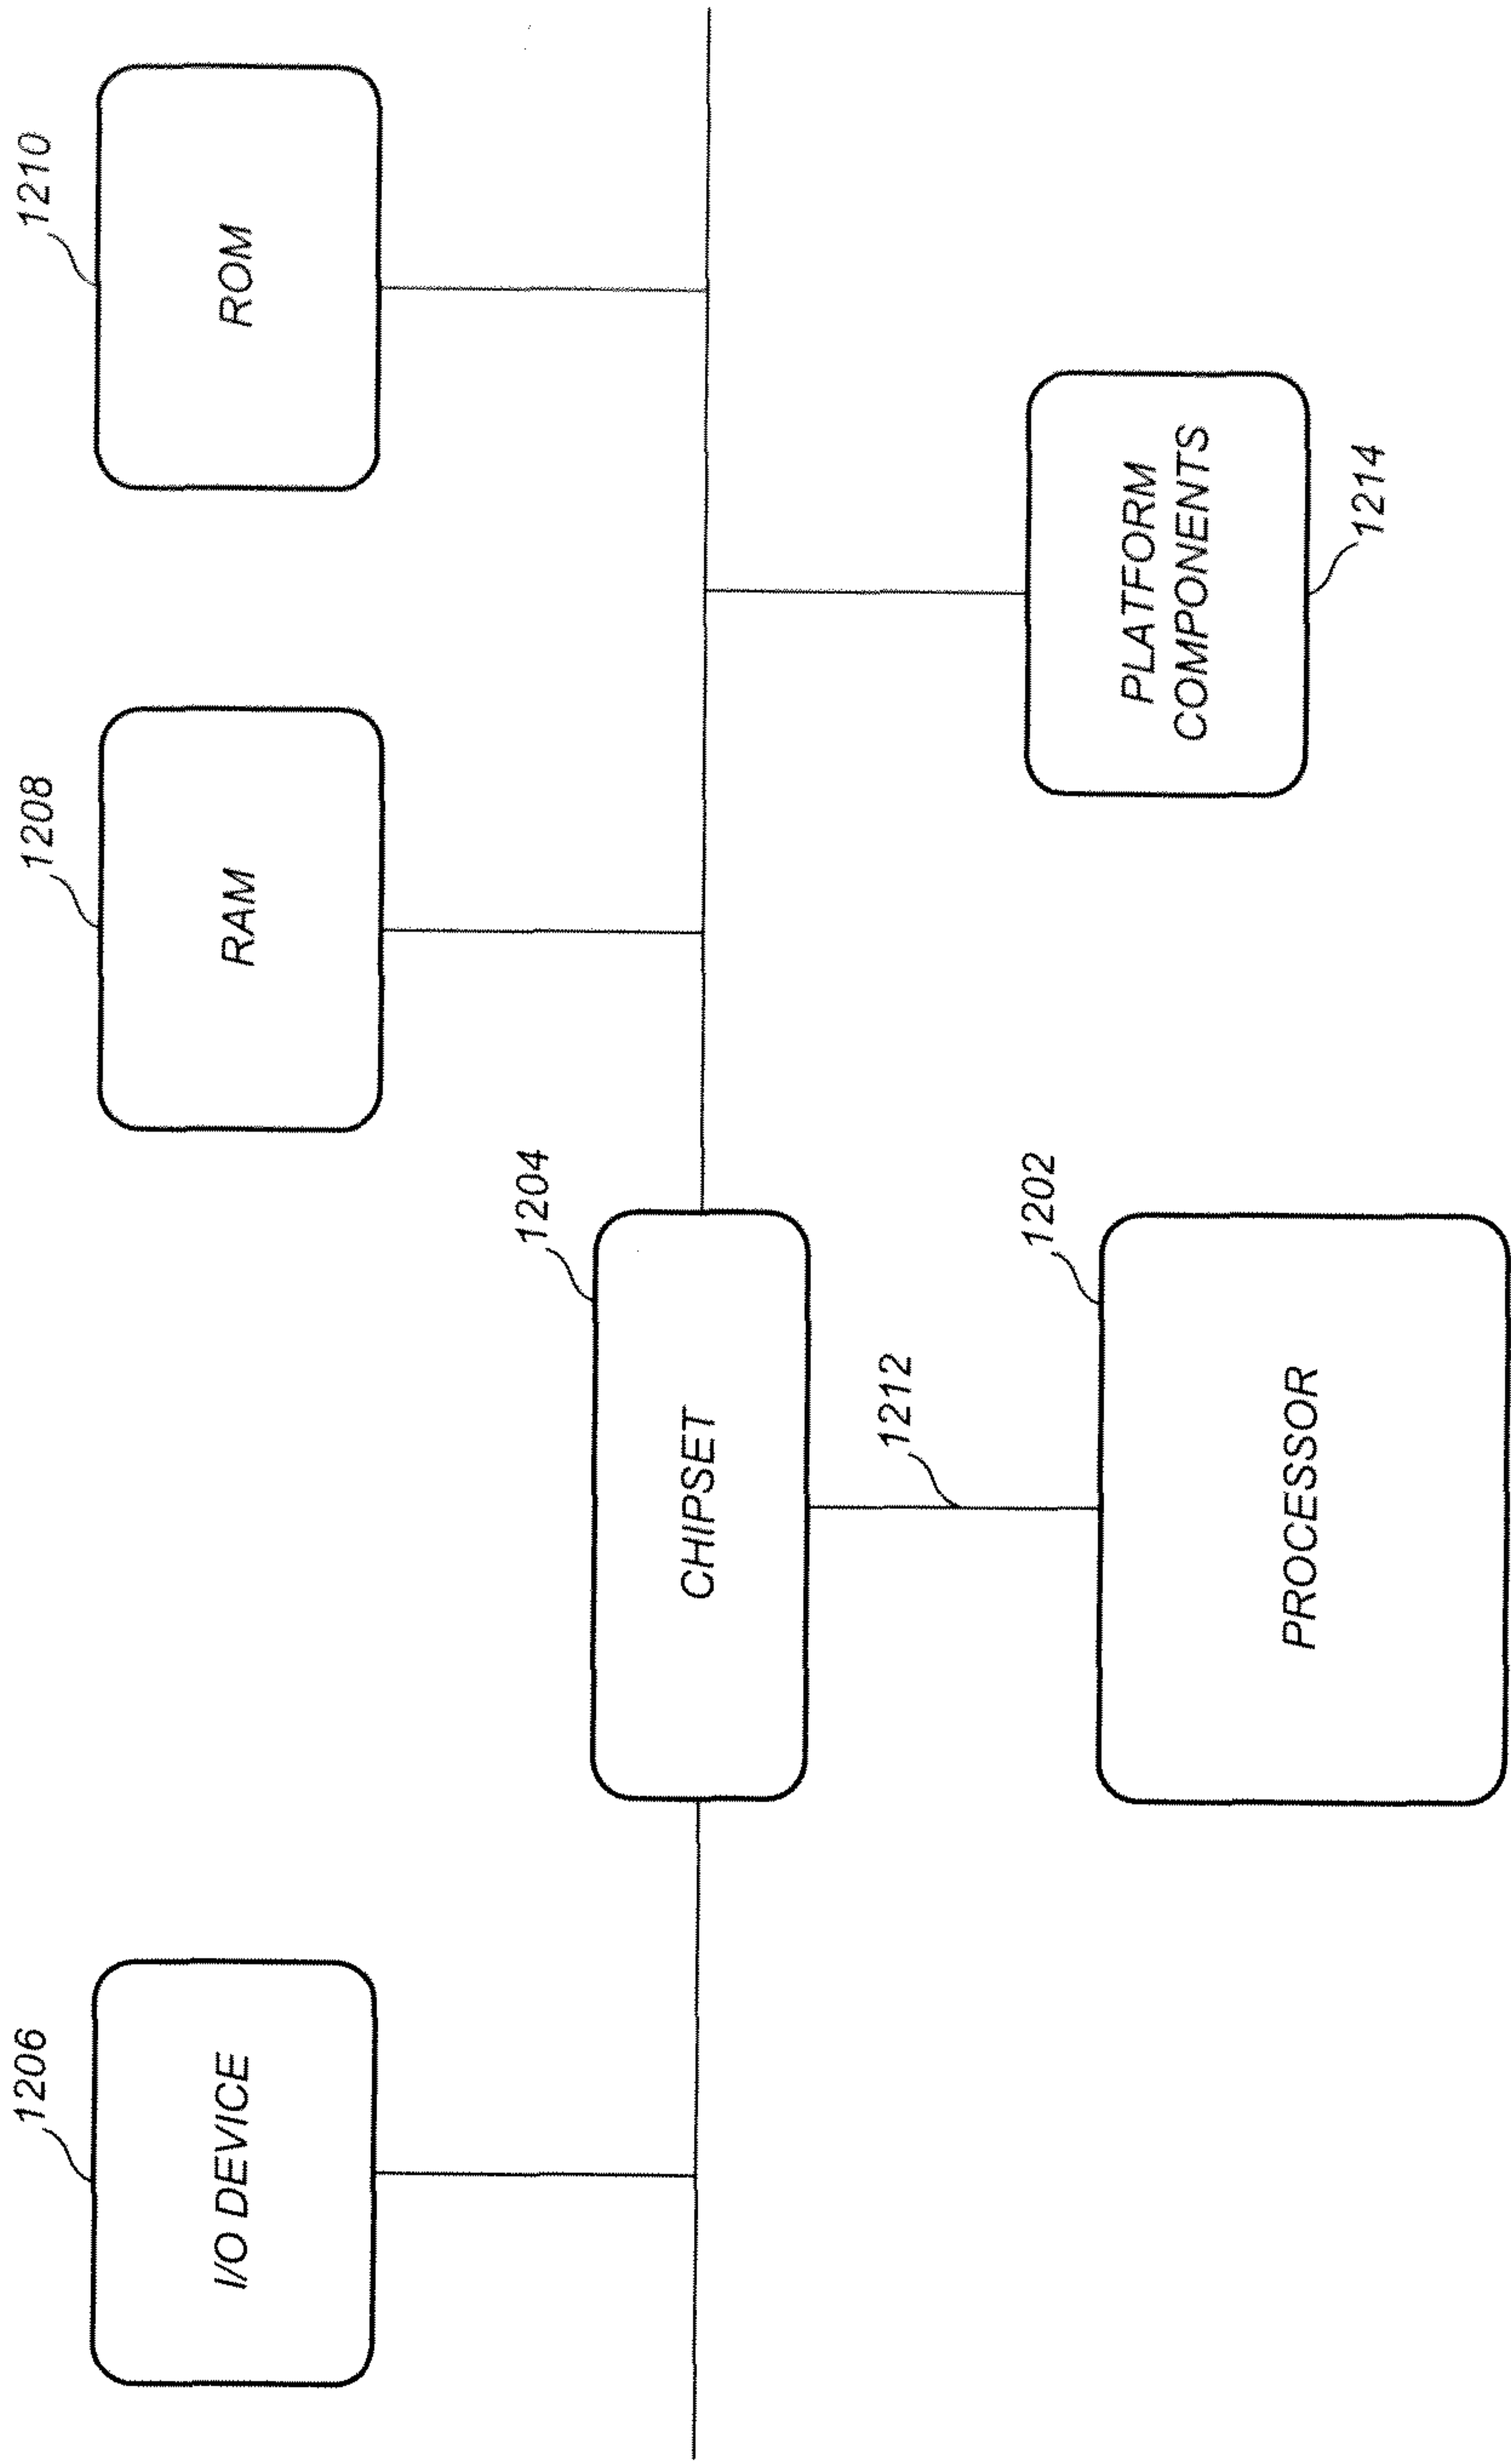 1206
1208
1210
I/O DEVICE
RAM
ROM
1204
CHIPSET
1212
1202
PROCESSOR
PLATFORM
COMPONENTS
1214